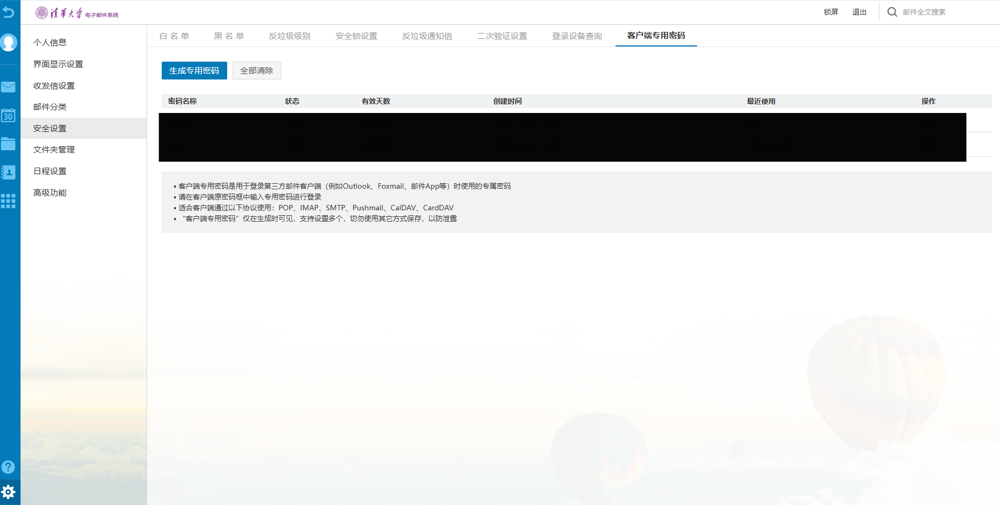 清华大学 电子邮件系统
锁屏 退出 邮件全文搜索
白名单 黑名单 反垃圾级别 安全锁设置 反垃圾通知信 二次验证设置 登录设备查询 客户端专用密码
个人信息
界面显示设置
收发信设置
邮件分类
安全设置
文件夹管理
日程设置
高级功能
30
生成专用密码 全部清除
密码名称 状态 有效天数 创建时间 最近使用 操作
• 客户端专用密码是用于登录第三方邮件客户端（例如Outlook、Foxmail、邮件App等）时使用的专属密码
• 请在客户端原密码框中输入专用密码进行登录
• 适合客户端通过以下协议使用：POP、IMAP、SMTP、Pushmail、CalDAV、CardDAV
• “客户端专用密码”仅在生成时可见，支持设置多个，切勿使用其它方式保存，以防泄露